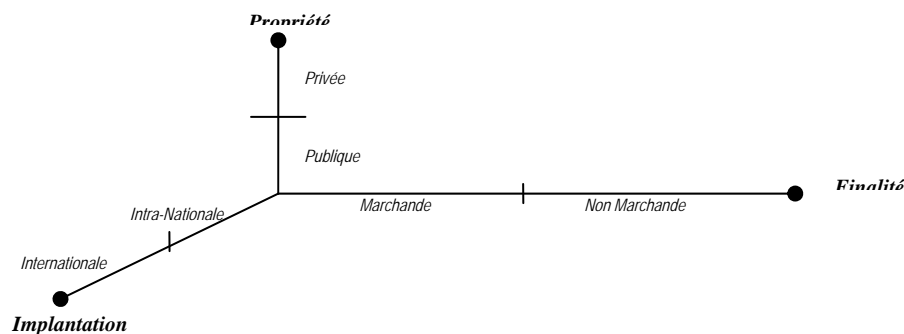 Propriété
Privée
Publique
Finalité
Marchande
Non Marchande
Intra-Nationale
Internationale
Implantation